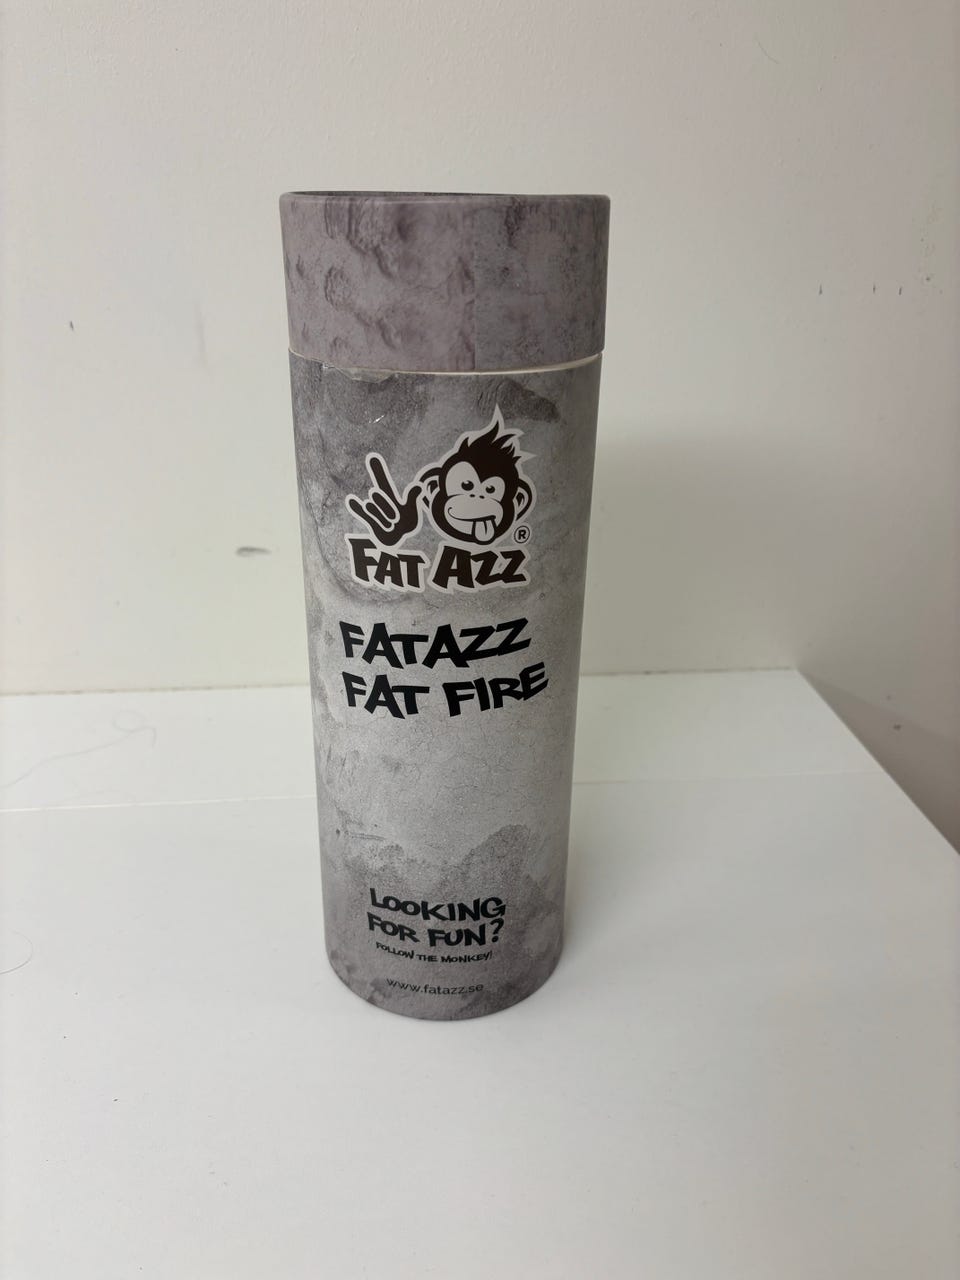 FAT AZZ
®
FATAZZ
FAT FIRE
LOOKING
FOR FUN?
FOLLOW THE MONKEY!
www.fatazz.se